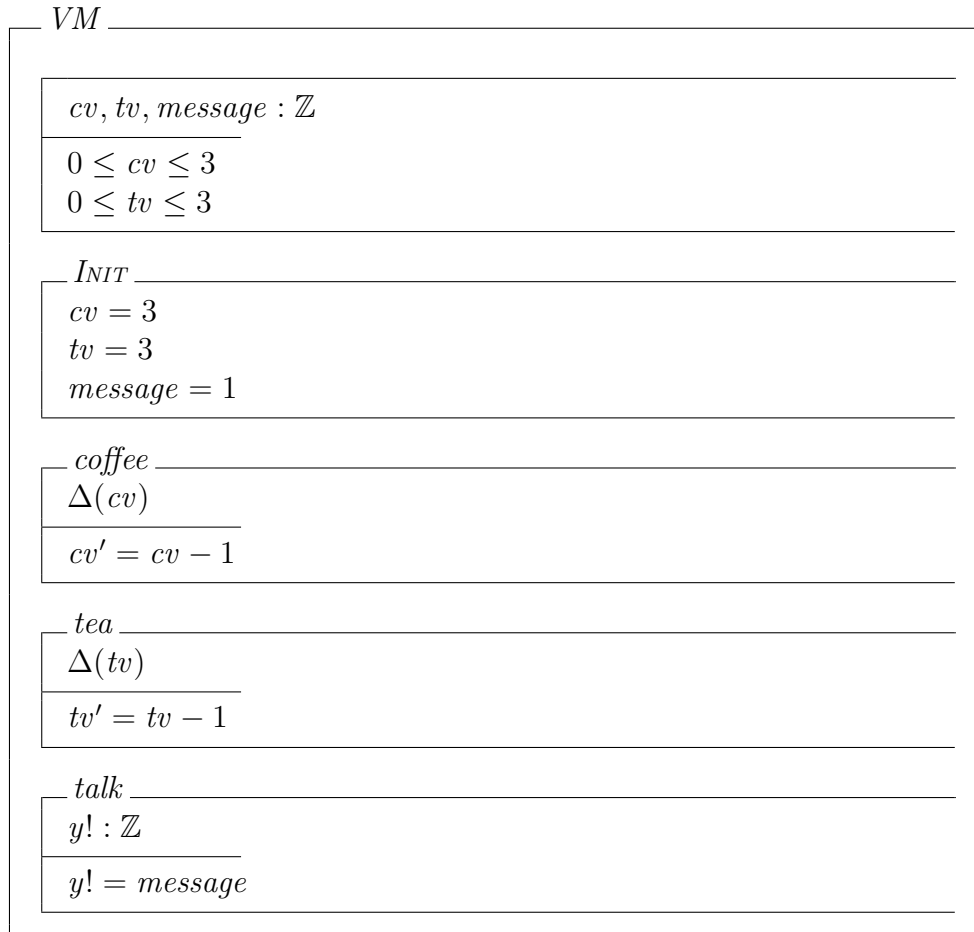 VM
cv, tv, message : ℤ
0 ≤ cv ≤ 3
0 ≤ tv ≤ 3
INIT
cv = 3
tv = 3
message = 1
coffee
Δ(cv)
cv′ = cv − 1
tea
Δ(tv)
tv′ = tv − 1
talk
y! : ℤ
y! = message